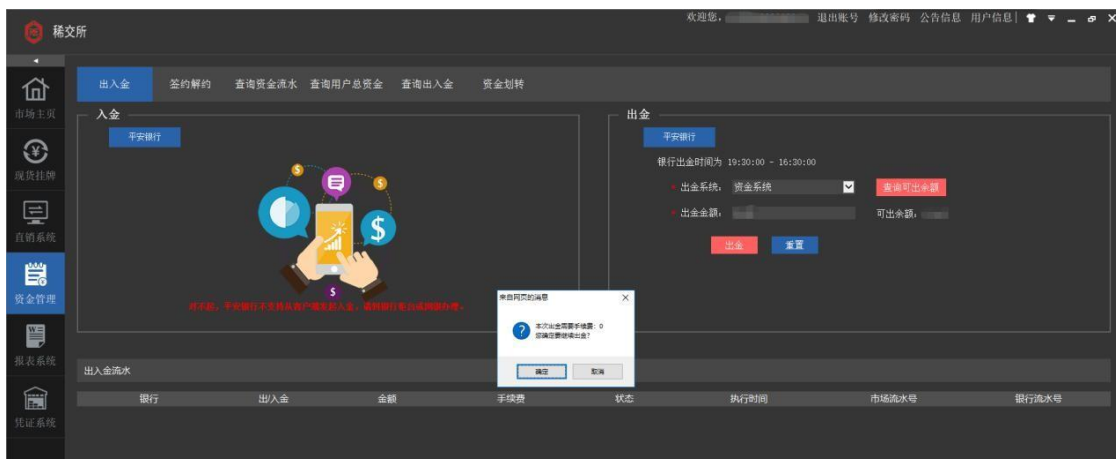 稀交所
欢迎您， 退出账号 修改密码 公告信息 用户信息
出入金 签约解约 查询资金流水 查询用户总资金 查询出入金 资金划转
市场主页
现货挂牌
直销系统
资金管理
报表系统
凭证系统
入金
平安银行
对不起，平安银行不支持从客户端发起入金，请到银行柜台或网银办理。
出金
平安银行
银行出金时间为 19:30:00 - 16:30:00
* 出金系统： 资金系统 查询可出余额
* 出金金额： 可出余额：
出金 重置
来自网页的消息
本次出金需要手续费：0
您确定要继续出金?
确定 取消
出入金流水
银行 出/入金 金额 手续费 状态 执行时间 市场流水号 银行流水号